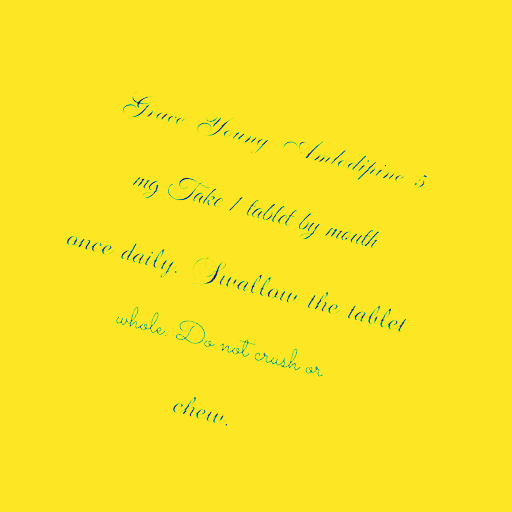 Grace Young Amlodipine 5
mg Take 1 tablet by mouth
once daily. Swallow the tablet
whole. Do not crush or
chew.